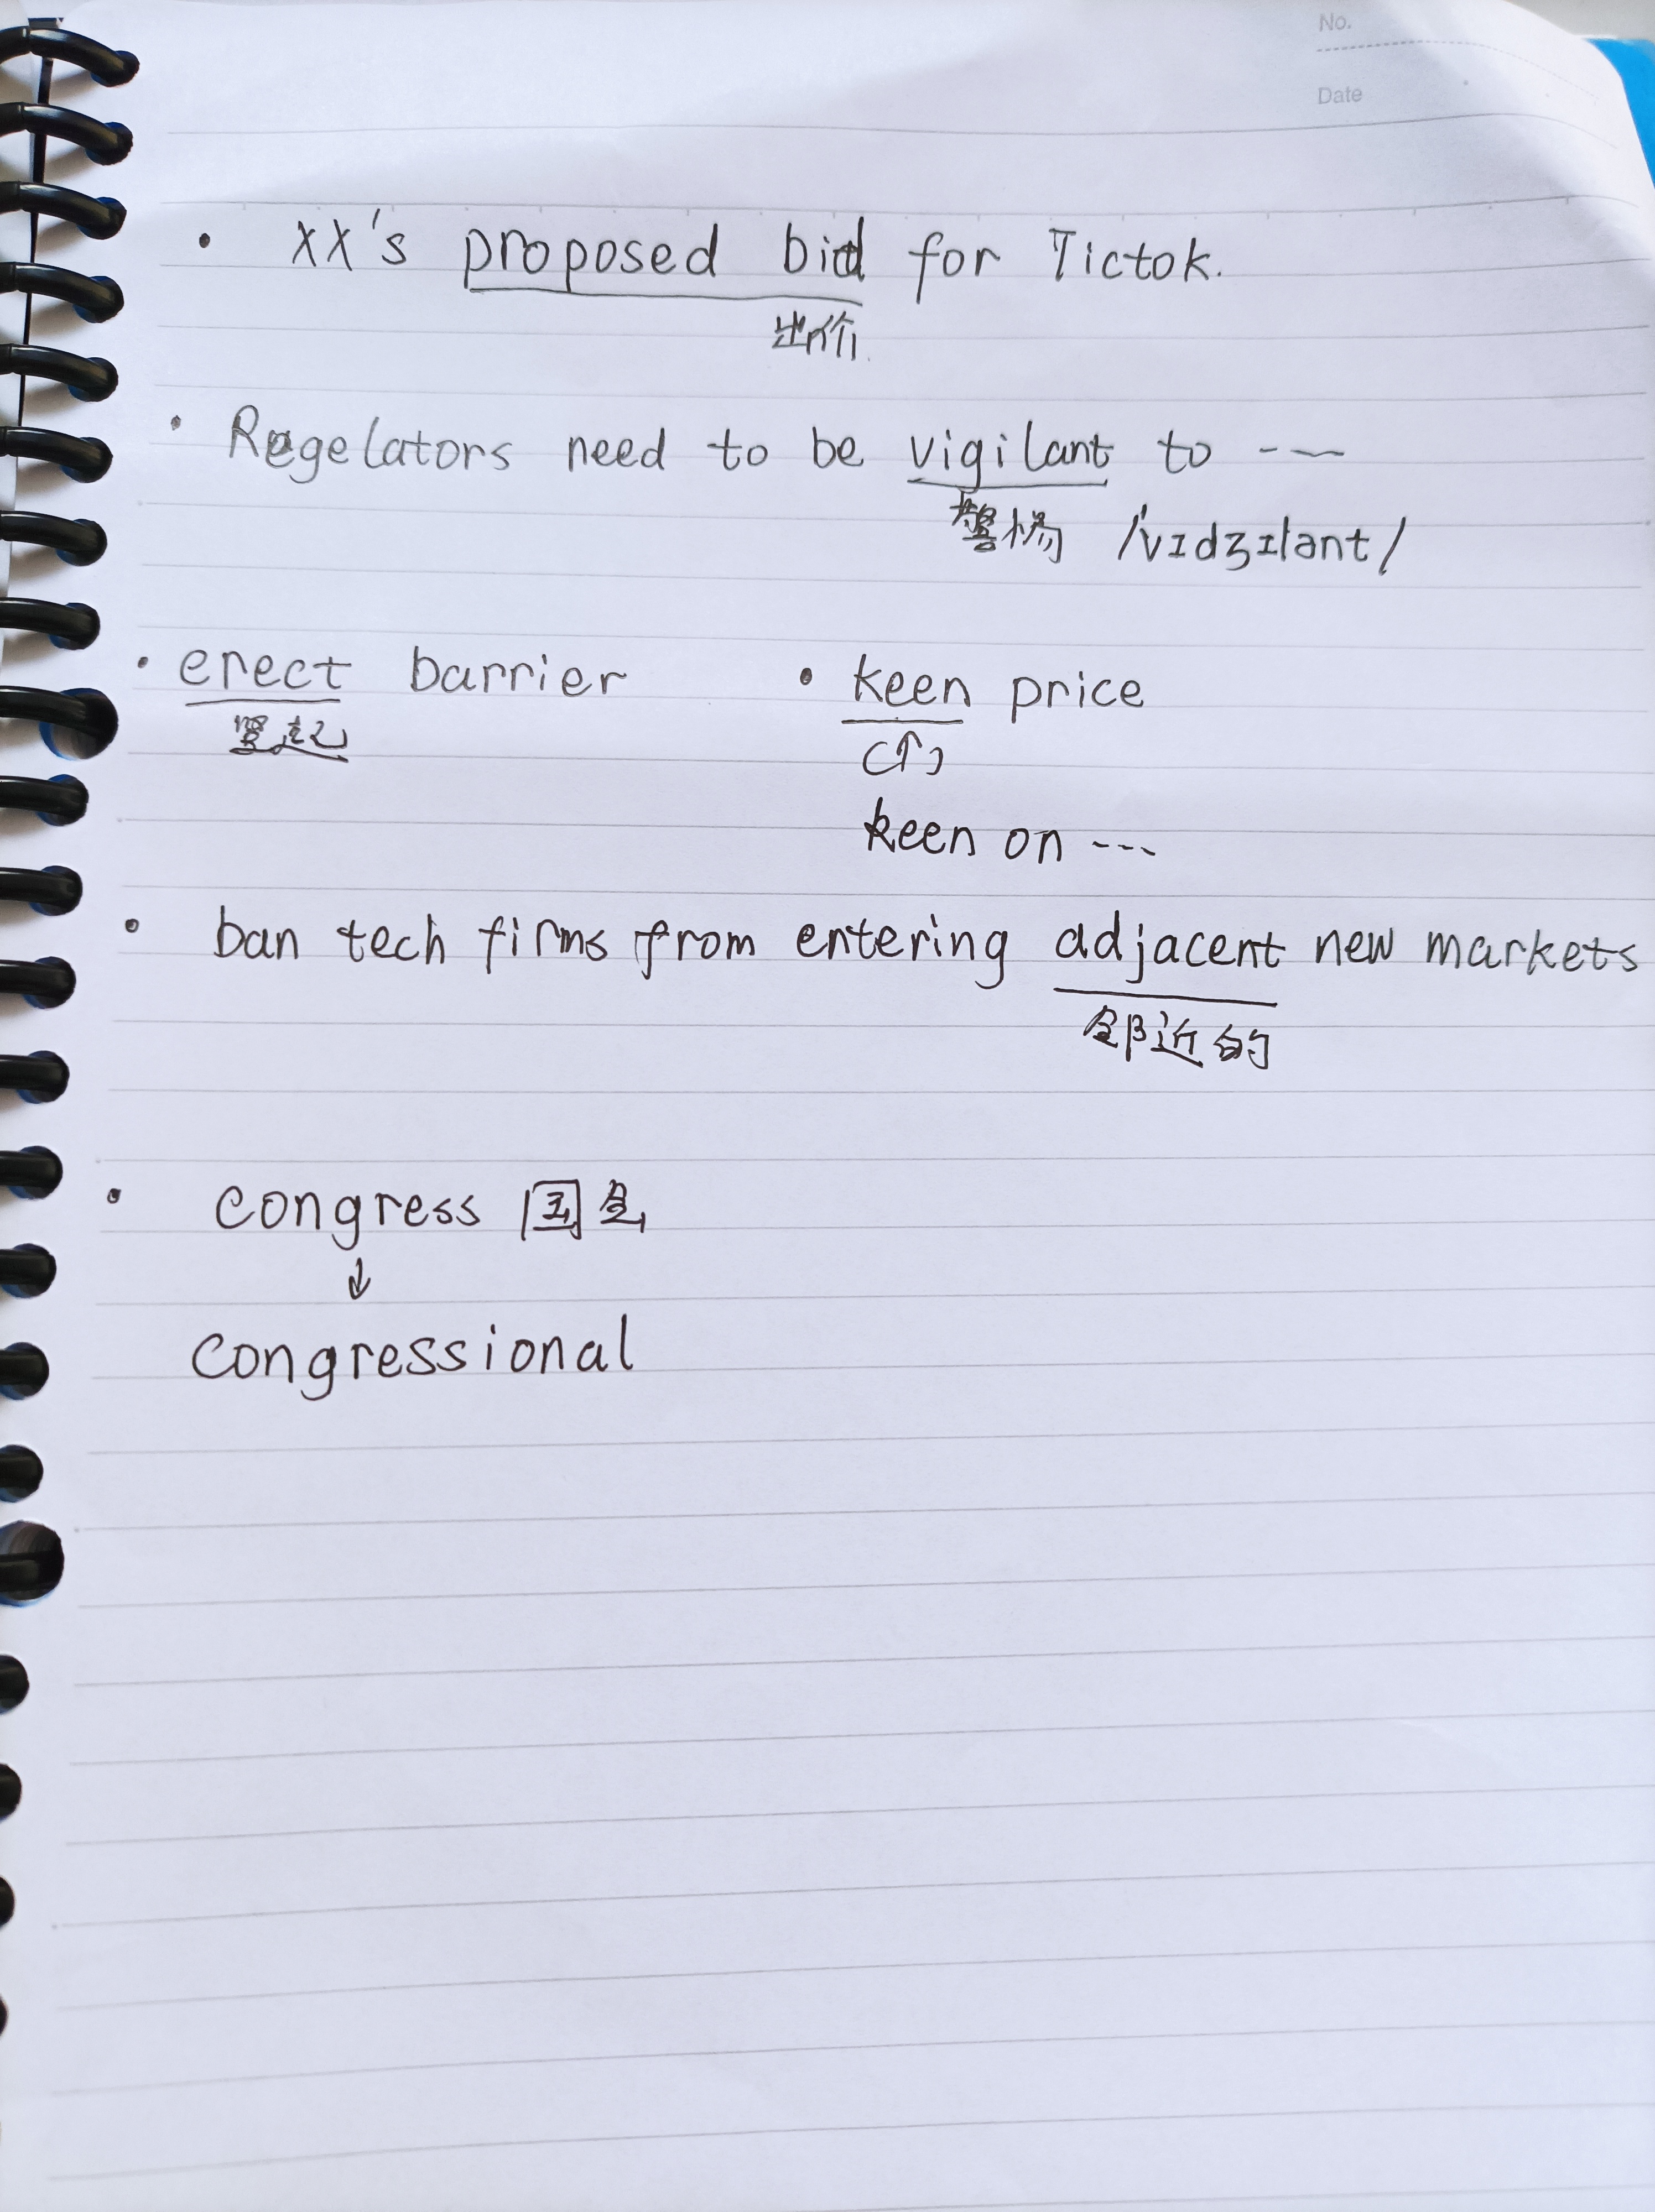 No.
Date
• XX's proposed bid for Tictok.
出价
• Regelators need to be vigilant to ---
警惕 /'vɪdʒɪlant/
• erect barrier
竖起
• keen price
(个)
keen on ---
• ban tech firms from entering adjacent new markets
邻近的
• congress 国会
↓
congressional